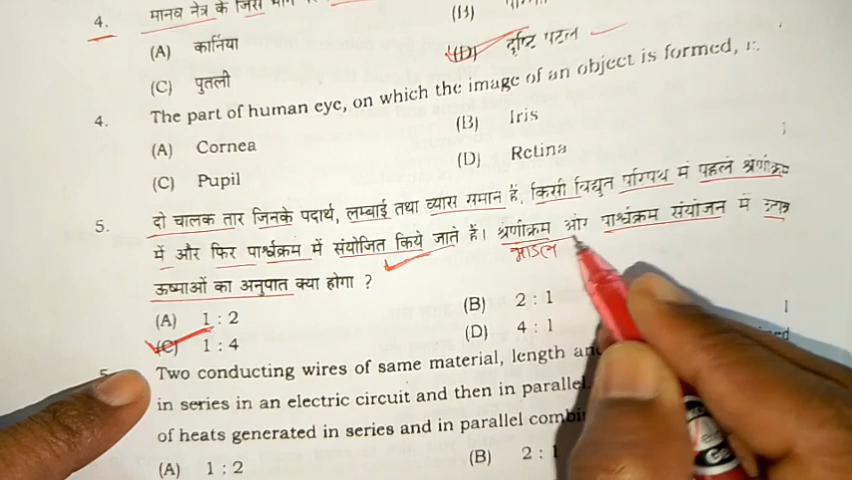 4. मानव नेत्र के जिस भाग
(B)
(A) कॉर्निया
(D) दृष्टि पटल
(C) पुतली
4. The part of human eye, on which the image of an object is formed,
(A) Cornea (B) Iris
(C) Pupil (D) Retina
5. दो चालक तार जिनके पदार्थ, लम्बाई तथा व्यास समान हैं, किसी विद्युत परिपथ में पहले श्रेणीक्रम
में और फिर पार्श्वक्रम में संयोजित किये जाते हैं। श्रेणीक्रम और पार्श्वक्रम संयोजन में उत्पन्न
ऊष्माओं का अनुपात क्या होगा ?
(A) 1 : 2 (B) 2 : 1
(C) 1 : 4 (D) 4 : 1
5. Two conducting wires of same material, length and
in series in an electric circuit and then in parallel.
of heats generated in series and in parallel
(A) 1 : 2 (B) 2 : 1